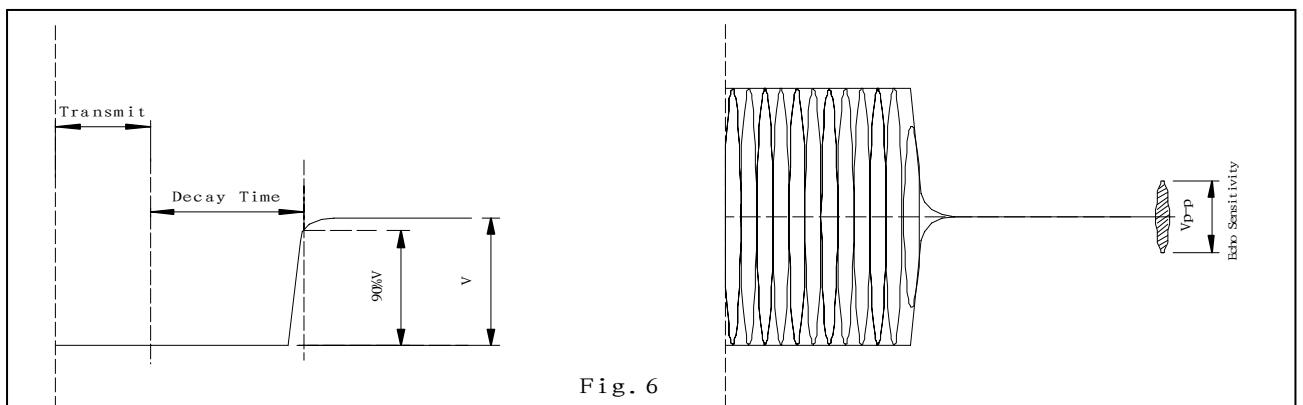 Transmit
Decay Time
90%V
V
Vp-p
Echo Sensitivity
Fig. 6